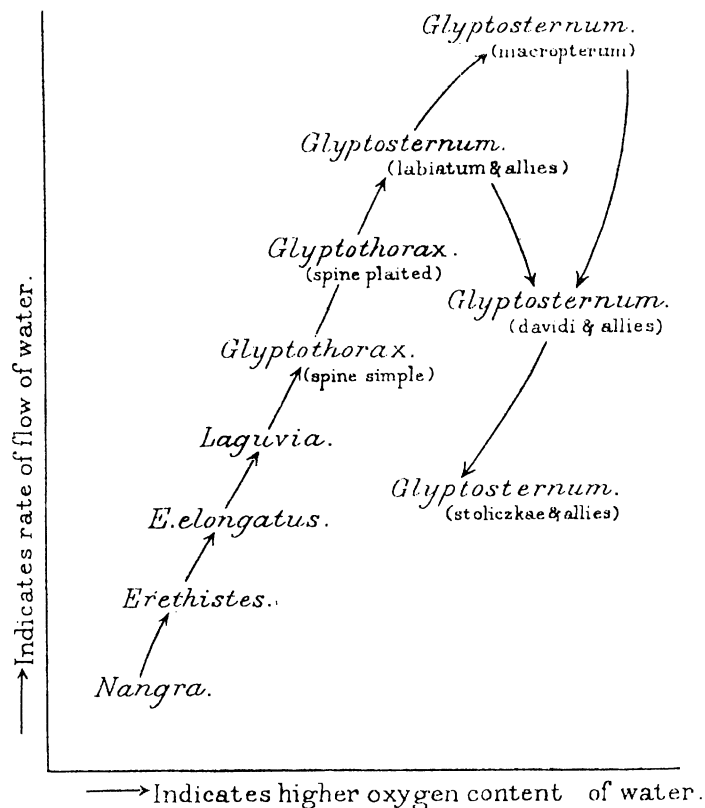 Glyptosternum.
(macropterum)
Glyptosternum.
(labiatum & allies)
Glyptothorax.
(spine plaited)
Glyptosternum.
(davidi & allies)
Glyptothorax.
(spine simple)
Laguvia.
Glyptosternum.
(stoliczkae & allies)
E. elongatus.
Erethistes.
Nangra.
Indicates rate of flow of water.
Indicates higher oxygen content of water.